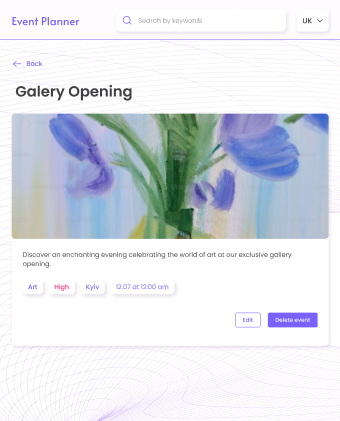 Event Planner
Search by keywords
UK
Back
Galery Opening
Discover an enchanting evening celebrating the world of art at our exclusive gallery
opening.
Art High Kyiv 12.07 at 12:00 am
Edit Delete event